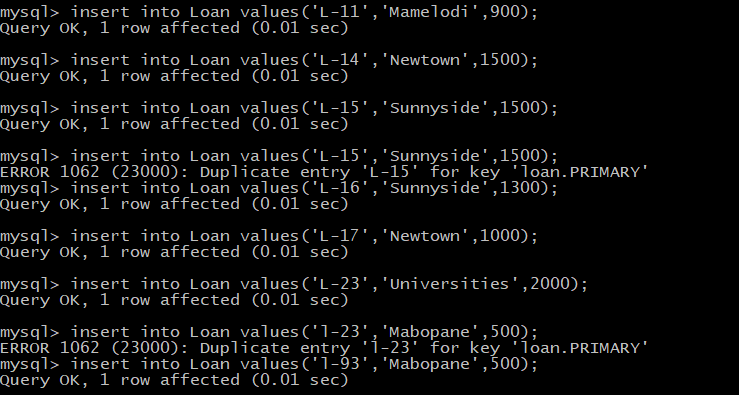 mysql> insert into Loan values('L-11','Mamelodi',900);
Query OK, 1 row affected (0.01 sec)
mysql> insert into Loan values('L-14','Newtown',1500);
Query OK, 1 row affected (0.01 sec)
mysql> insert into Loan values('L-15','Sunnyside',1500);
Query OK, 1 row affected (0.01 sec)
mysql> insert into Loan values('L-15','Sunnyside',1500);
ERROR 1062 (23000): Duplicate entry 'L-15' for key 'loan.PRIMARY'
mysql> insert into Loan values('L-16','Sunnyside',1300);
Query OK, 1 row affected (0.01 sec)
mysql> insert into Loan values('L-17','Newtown',1000);
Query OK, 1 row affected (0.01 sec)
mysql> insert into Loan values('L-23','Universities',2000);
Query OK, 1 row affected (0.01 sec)
mysql> insert into Loan values('l-23','Mabopane',500);
ERROR 1062 (23000): Duplicate entry 'l-23' for key 'loan.PRIMARY'
mysql> insert into Loan values('l-93','Mabopane',500);
Query OK, 1 row affected (0.01 sec)